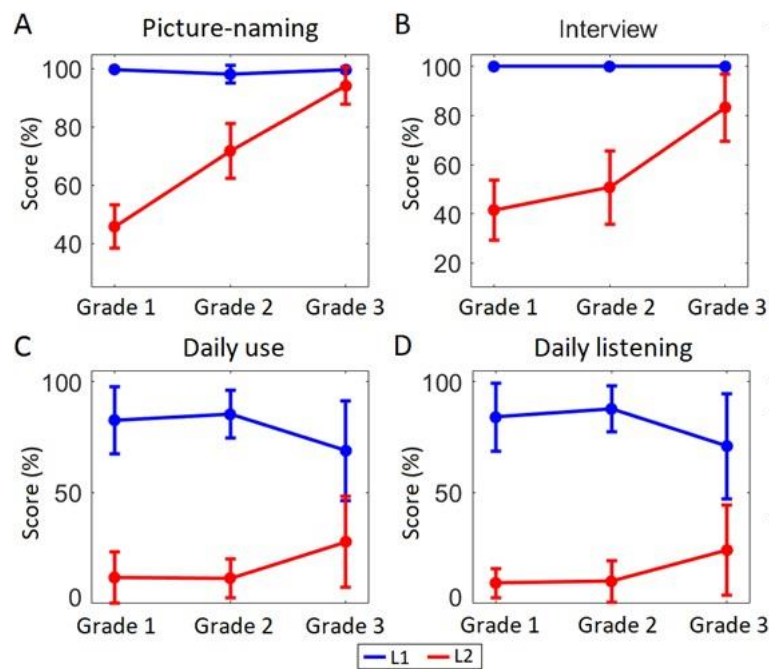 A
Picture-naming
Score (%)
100
80
60
40
Grade 1 Grade 2 Grade 3
B
Interview
Score (%)
100
80
60
40
20
Grade 1 Grade 2 Grade 3
C
Daily use
Score (%)
100
50
0
Grade 1 Grade 2 Grade 3
D
Daily listening
Score (%)
100
50
0
Grade 1 Grade 2 Grade 3
L1 L2